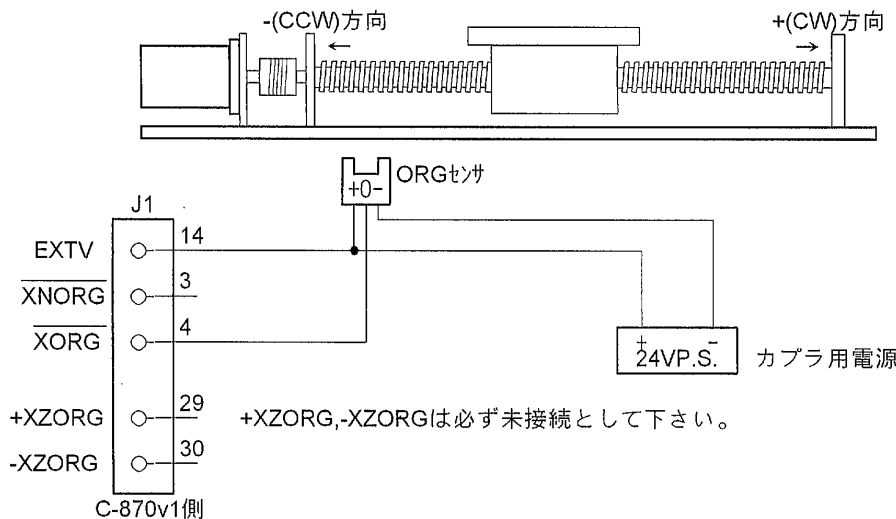 -(CCW)方向
+(CW)方向
← →
ORGセンサ
+0-
J1
EXTV 14
XNORG 3
XORG 4
+ -
24VP.S.
カプラ用電源
+XZORG 29
+XZORG,-XZORGは必ず未接続として下さい。
-XZORG 30
C-870v1側